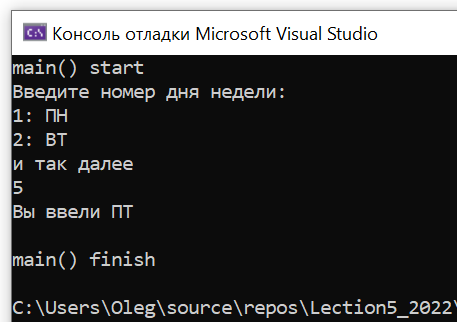 Консоль отладки Microsoft Visual Studio
main() start
Введите номер дня недели:
1: ПН
2: ВТ
и так далее
5
Вы ввели ПТ
main() finish
C:\Users\Oleg\source\repos\Lection5_2022\